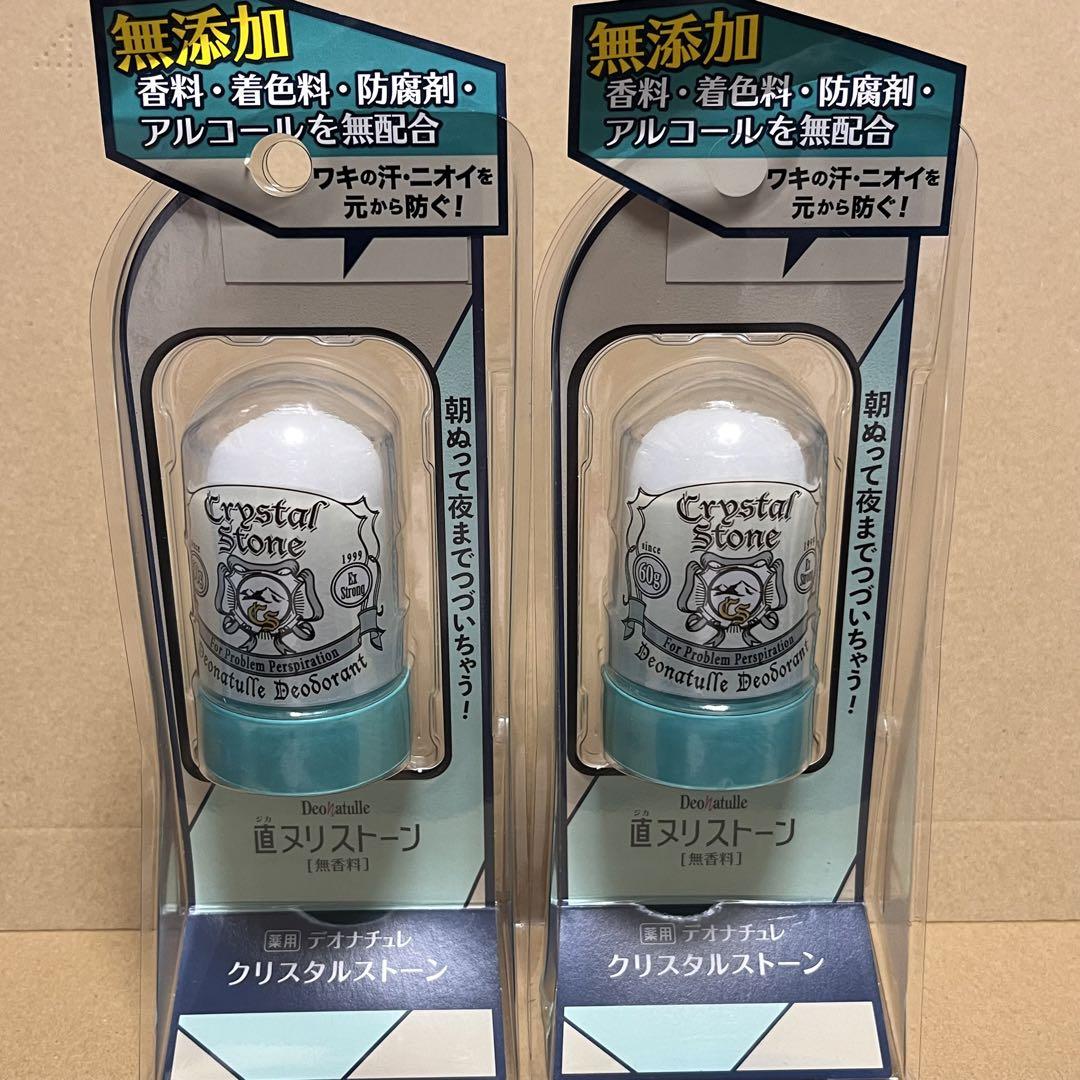 無添加
香料・着色料・防腐剤・
アルコールを無配合
ワキの汗・ニオイを
元から防ぐ!
朝ぬって夜までつづいちゃう!
Crystal
Stone
1999
Ex
Strong
CS
For Problem Perspiration
Deonatulle Deodorant
Deonatulle
ジカ
直ヌリストーン
[無香料]
薬用 デオナチュレ
クリスタルストーン
無添加
香料・着色料・防腐剤・
アルコールを無配合
ワキの汗・ニオイを
元から防ぐ!
朝ぬって夜までつづいちゃう!
Crystal
Stone
since
60g
CS
For Problem Perspiration
Deonatulle Deodorant
Deonatulle
ジカ
直ヌリストーン
[無香料]
薬用 デオナチュレ
クリスタルストーン